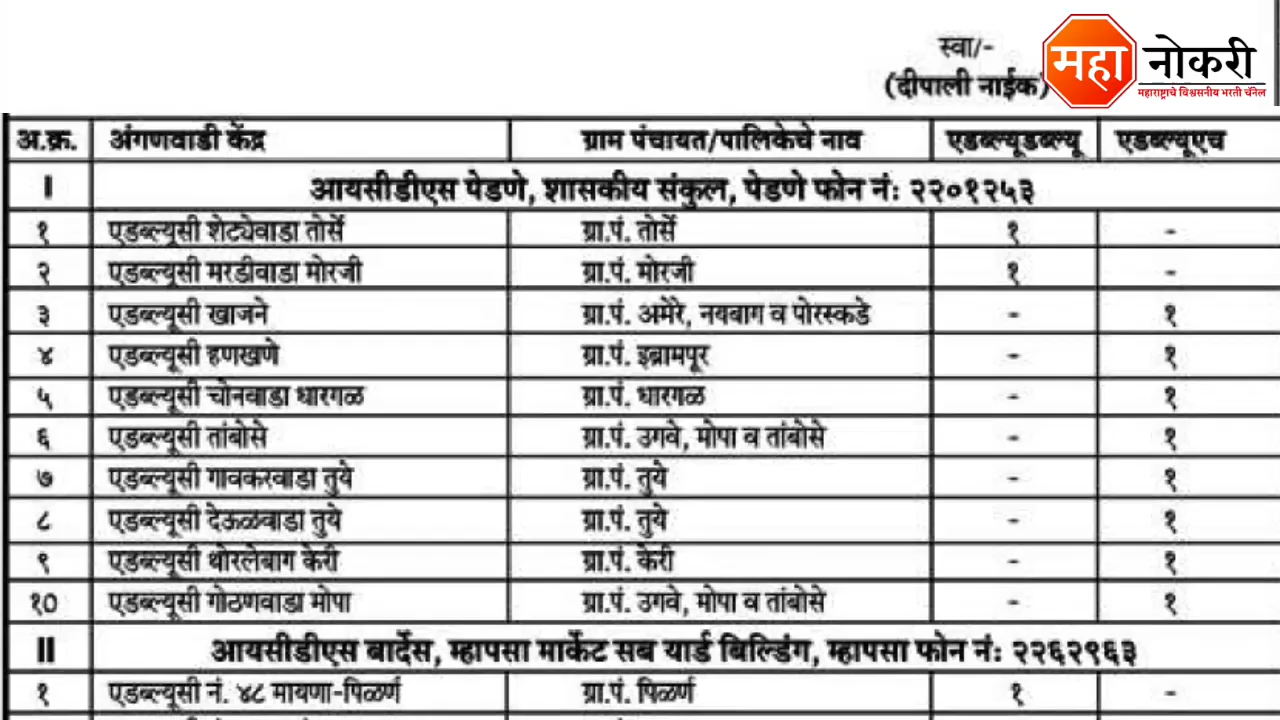 स्वा/-
(दीपाली नाईक)
महा नोकरी
महाराष्ट्राचे विश्वसनीय भरती चॅनेल
अ.क्र. अंगणवाडी केंद्र ग्राम पंचायत/पालिकेचे नाव एडब्ल्यूडब्ल्यू एडब्ल्यूएच
I आयसीडीएस पेडणे, शासकीय संकुल, पेडणे फोन नं: २२०१२५३
१ एडब्ल्यूसी शेट्येवाडा तोर्से ग्रा.पं. तोर्से १ -
२ एडब्ल्यूसी मरडीवाडा मोरजी ग्रा.पं. मोरजी १ -
३ एडब्ल्यूसी खाजने ग्रा.पं. अमेरे, नयबाग व पोरस्कडे - १
४ एडब्ल्यूसी हणखणे ग्रा.पं. इब्रामपूर - १
५ एडब्ल्यूसी चोनवाडा धारगळ ग्रा.पं. धारगळ - १
६ एडब्ल्यूसी तांबोसे ग्रा.पं. उगवे, मोपा व तांबोसे - १
७ एडब्ल्यूसी गावकरवाडा तुये ग्रा.पं. तुये - १
८ एडब्ल्यूसी देऊळवाडा तुये ग्रा.पं. तुये - १
९ एडब्ल्यूसी थोरलेबाग केरी ग्रा.पं. केरी - १
१० एडब्ल्यूसी गोठणवाडा मोपा ग्रा.पं. उगवे, मोपा व तांबोसे - १
II आयसीडीएस बार्देस, म्हापसा मार्केट सब यार्ड बिल्डिंग, म्हापसा फोन नं: २२६२९६३
१ एडब्ल्यूसी नं. ४८ मायणा-पिळर्ण ग्रा.पं. पिळर्ण १ -